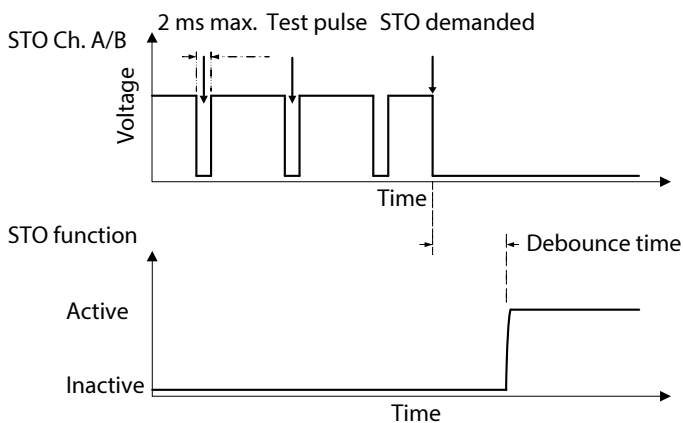 2 ms max. Test pulse STO demanded
STO Ch. A/B
Voltage
Time
STO function
Debounce time
Active
Inactive
Time